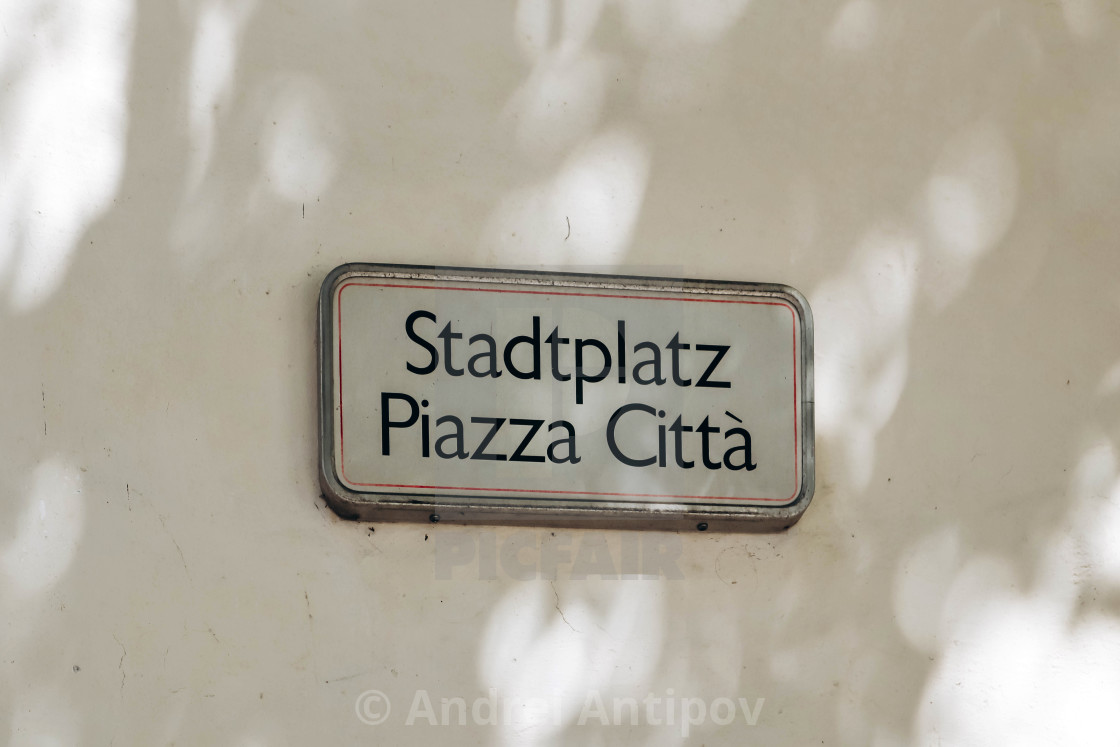 Stadtplatz
Piazza Città
PICFAIR
© Andrei Antipov